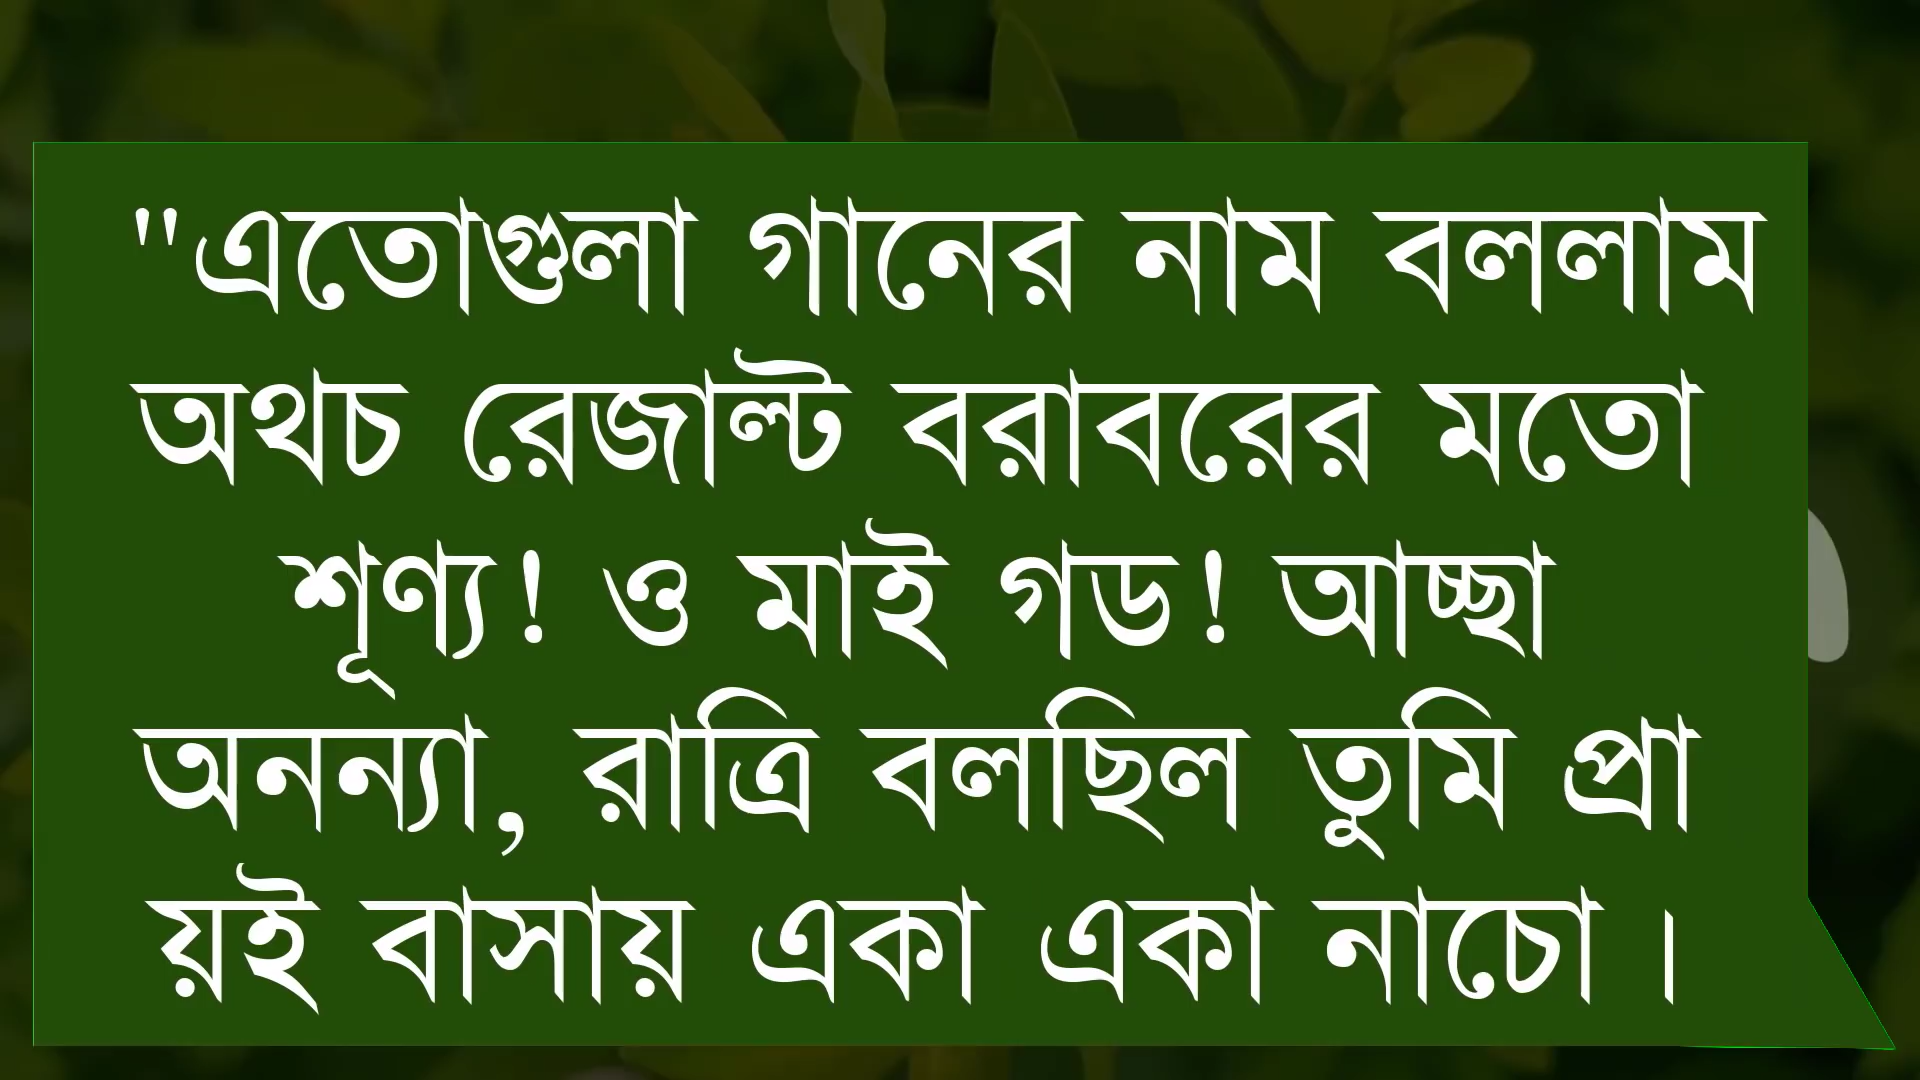 "এতোগুলা গানের নাম বললাম
অথচ রেজাল্ট বরাবরের মতো
শূণ্য! ও মাই গড! আচ্ছা
অনন্যা, রাত্রি বলছিল তুমি প্রা
য়ই বাসায় একা একা নাচো।